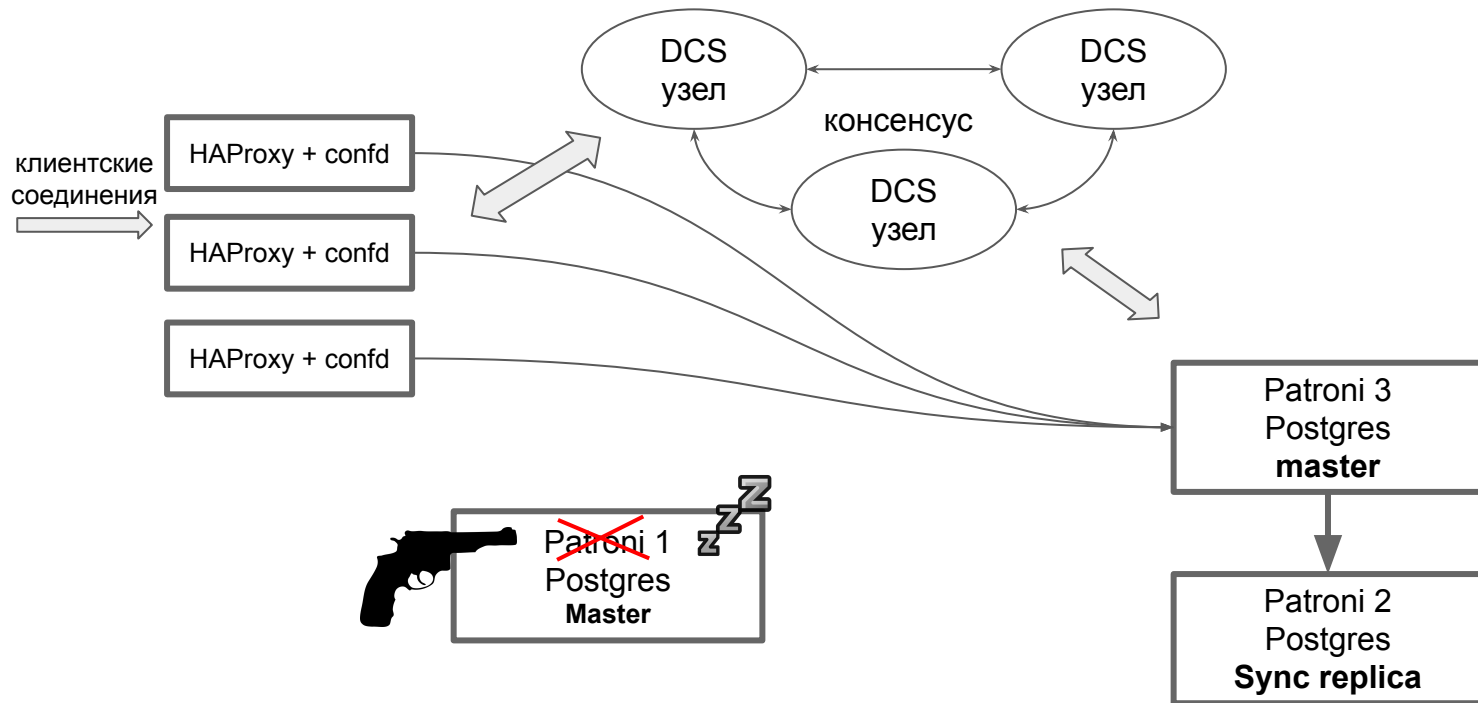 DCS
узел
DCS
узел
консенсус
DCS
узел
клиентские
соединения
HAProxy + confd
HAProxy + confd
HAProxy + confd
Patroni 3
Postgres
master
z z z
Patroni 1
Postgres
Master
Patroni 2
Postgres
Sync replica